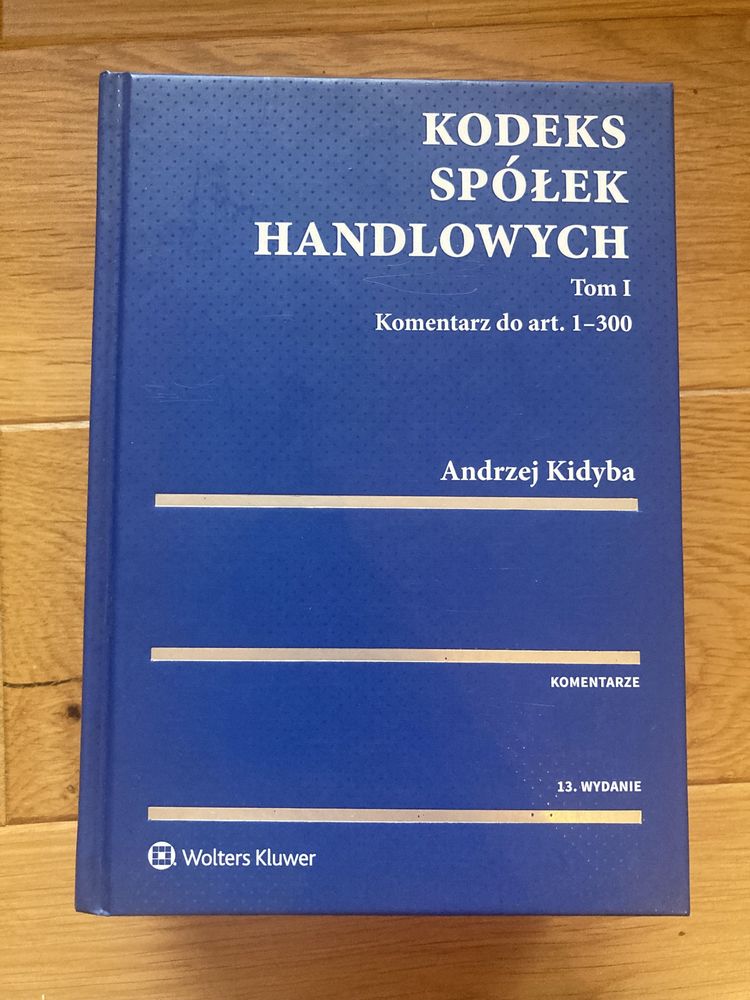 KODEKS
SPÓŁEK
HANDLOWYCH
Tom I
Komentarz do art. 1–300
Andrzej Kidyba
KOMENTARZE
13. WYDANIE
Wolters Kluwer